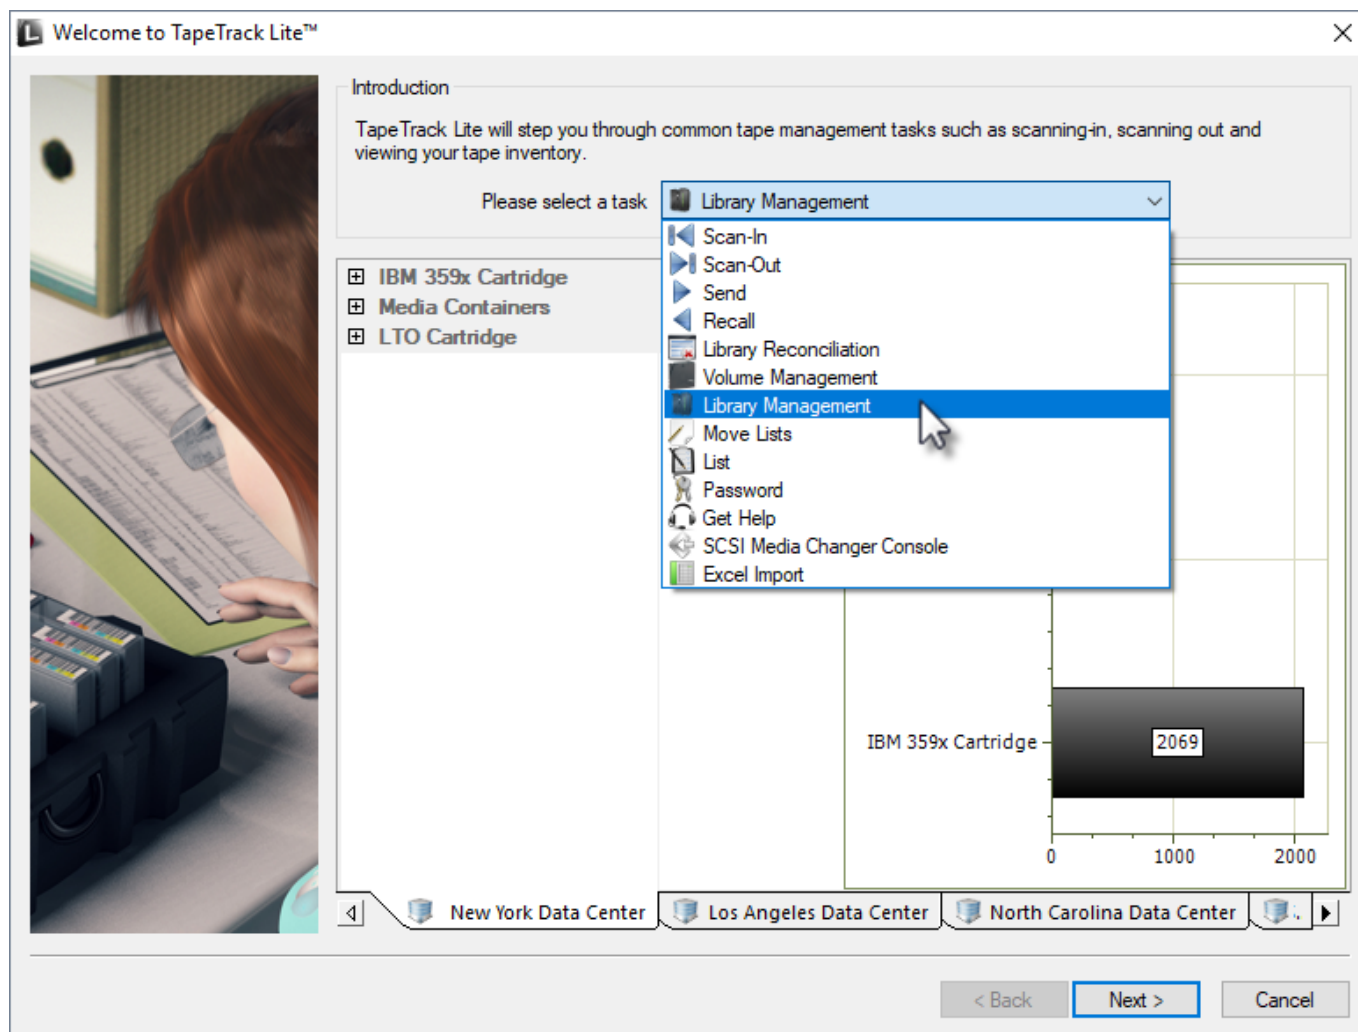 Welcome to TapeTrack Lite™
Introduction
TapeTrack Lite will step you through common tape management tasks such as scanning-in, scanning out and
viewing your tape inventory.
Please select a task
Library Management
Scan-In
Scan-Out
Send
Recall
Library Reconciliation
Volume Management
Library Management
Move Lists
List
Password
Get Help
SCSI Media Changer Console
Excel Import
IBM 359x Cartridge
Media Containers
LTO Cartridge
IBM 359x Cartridge
2069
0 1000 2000
New York Data Center Los Angeles Data Center North Carolina Data Center
< Back Next > Cancel